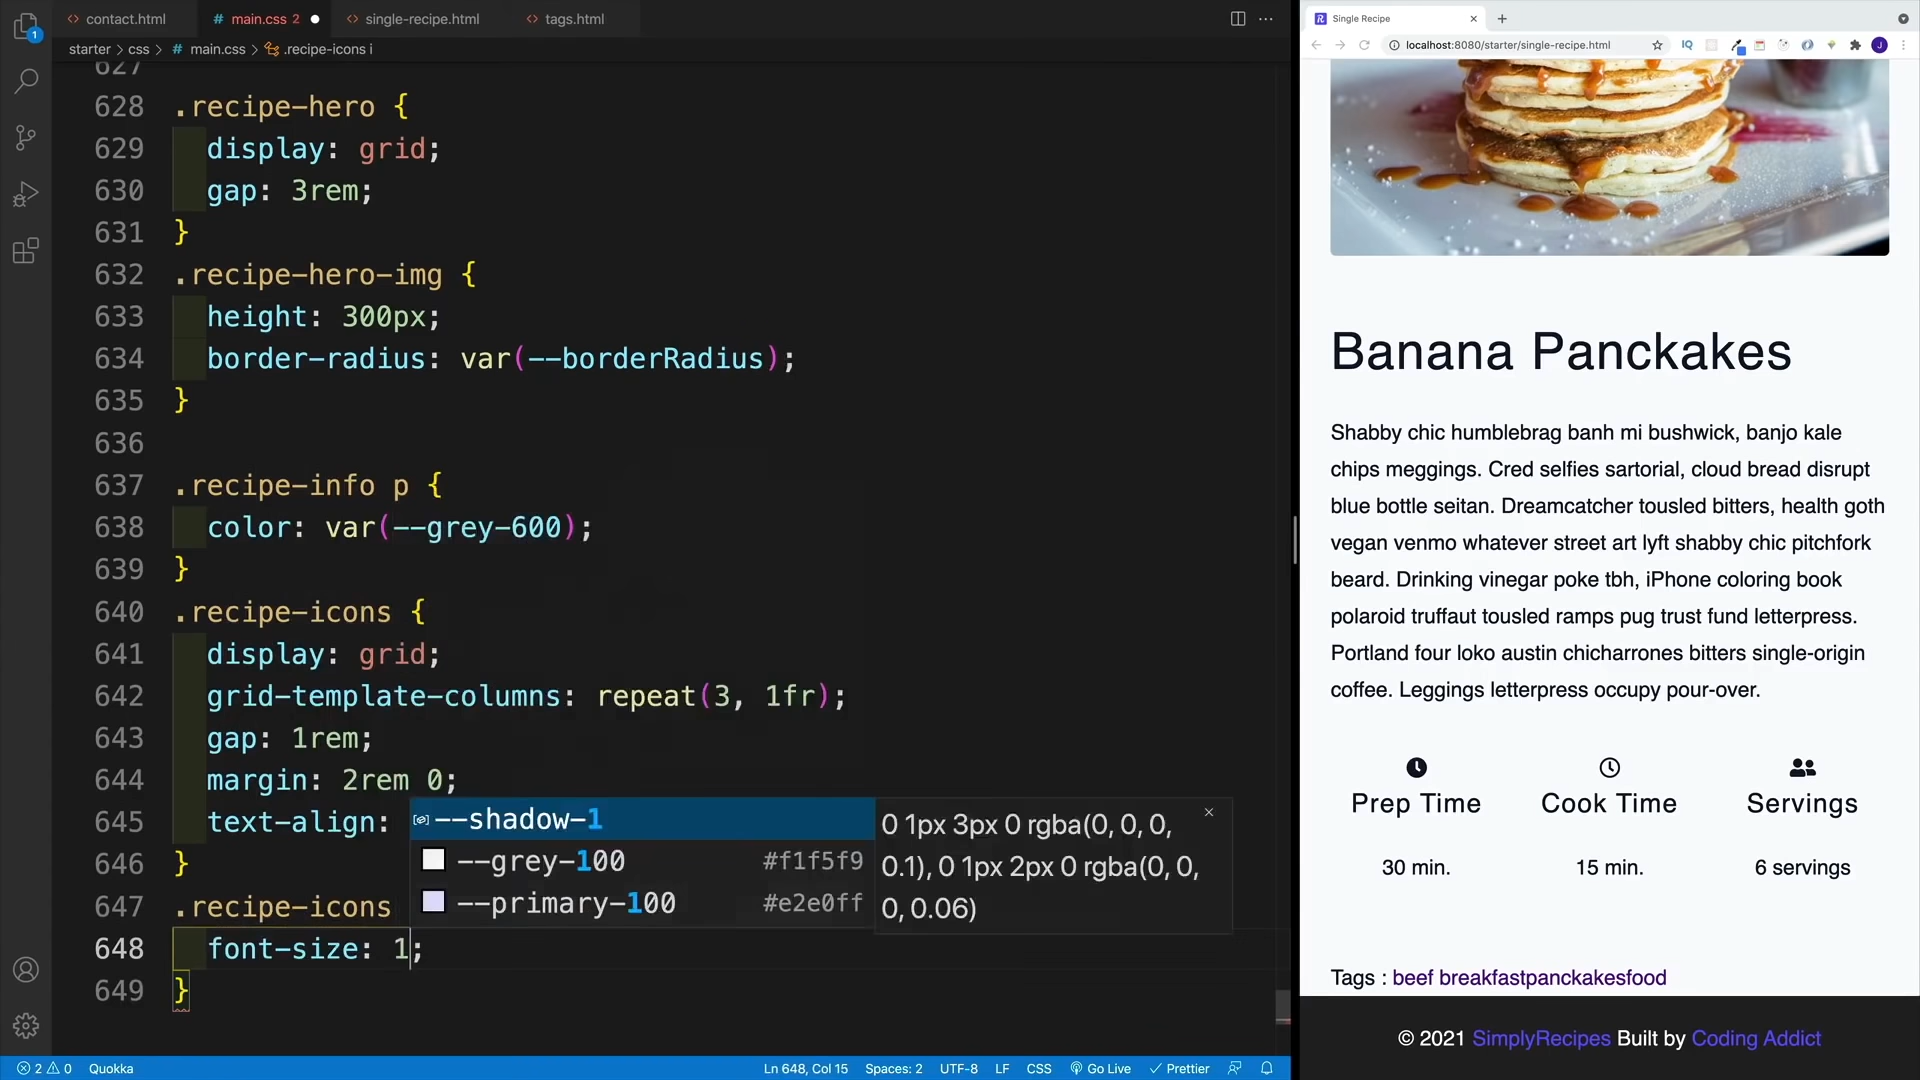 contact.html
# main.css 2
single-recipe.html
tags.html
starter > css > # main.css > .recipe-icons i
627
628 .recipe-hero {
629 display: grid;
630 gap: 3rem;
631 }
632 .recipe-hero-img {
633 height: 300px;
634 border-radius: var(--borderRadius);
635 }
636
637 .recipe-info p {
638 color: var(--grey-600);
639 }
640 .recipe-icons {
641 display: grid;
642 grid-template-columns: repeat(3, 1fr);
643 gap: 1rem;
644 margin: 2rem 0;
645 text-align:
646 }
647 .recipe-icons
648 font-size: 1;
649 }
--shadow-1
--grey-100 #f1f5f9
--primary-100 #e2e0ff
0 1px 3px 0 rgba(0, 0, 0,
0.1), 0 1px 2px 0 rgba(0, 0,
0, 0.06)
1
2 0 Quokka
Ln 648, Col 15 Spaces: 2 UTF-8 LF CSS Go Live Prettier
Single Recipe
localhost:8080/starter/single-recipe.html
IQ
J
Banana Panckakes
Shabby chic humblebrag banh mi bushwick, banjo kale
chips meggings. Cred selfies sartorial, cloud bread disrupt
blue bottle seitan. Dreamcatcher tousled bitters, health goth
vegan venmo whatever street art lyft shabby chic pitchfork
beard. Drinking vinegar poke tbh, iPhone coloring book
polaroid truffaut tousled ramps pug trust fund letterpress.
Portland four loko austin chicharrones bitters single-origin
coffee. Leggings letterpress occupy pour-over.
Prep Time Cook Time Servings
30 min. 15 min. 6 servings
Tags : beef breakfastpanckakesfood
© 2021 SimplyRecipes Built by Coding Addict